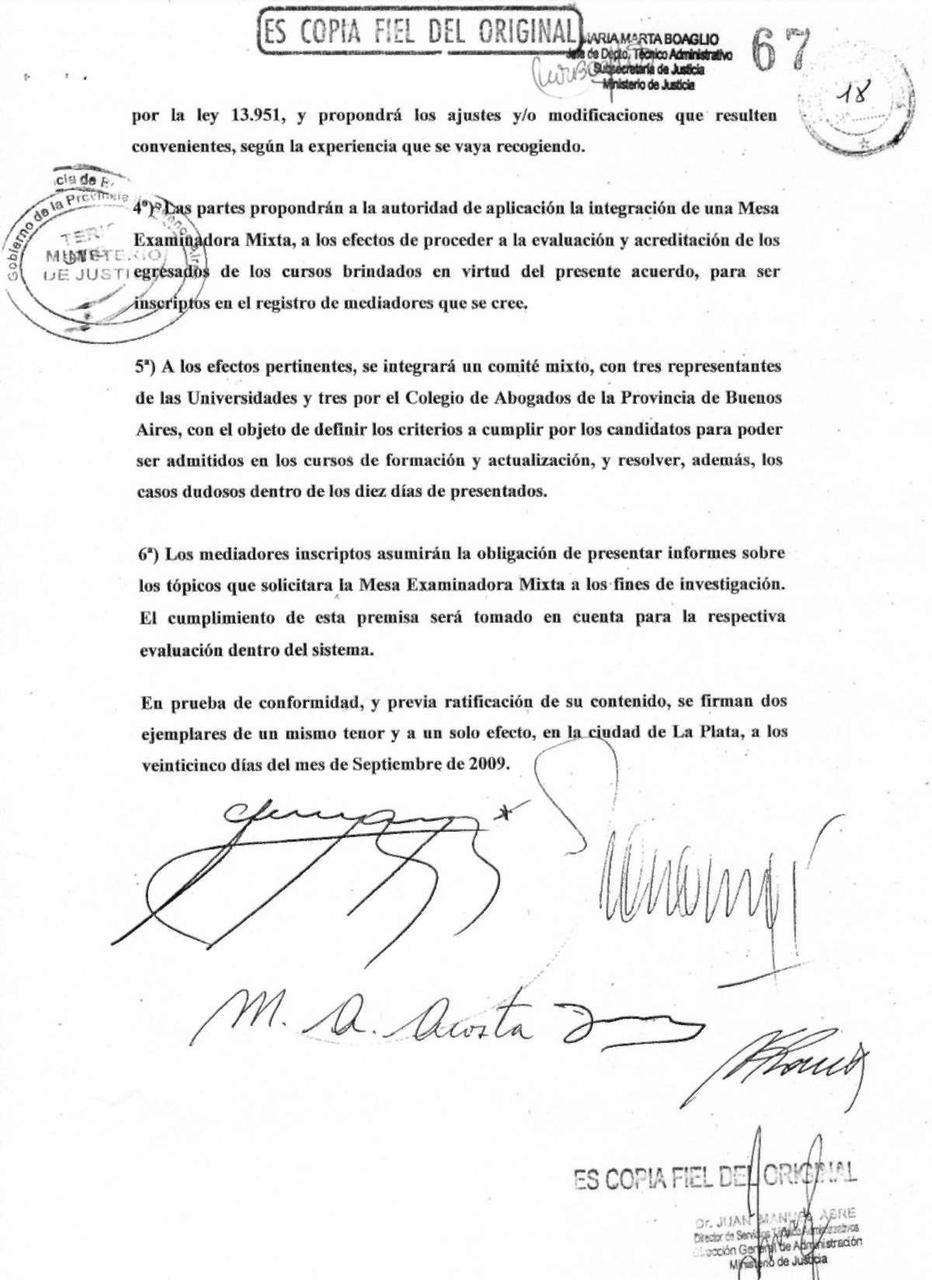 ES COPIA FIEL DEL ORIGINAL
MARIA MARTA BOAGLIO
Jefa de Depto. Técnico Administrativo
Subsecretaría de Justicia
Ministerio de Justicia
67
18
por la ley 13.951, y propondrá los ajustes y/o modificaciones que resulten
convenientes, según la experiencia que se vaya recogiendo.
Gobierno de la Provincia
MINISTERIO
DE JUSTI
4ª) Las partes propondrán a la autoridad de aplicación la integración de una Mesa
Examinadora Mixta, a los efectos de proceder a la evaluación y acreditación de los
egresados de los cursos brindados en virtud del presente acuerdo, para ser
inscriptos en el registro de mediadores que se cree.
5ª) A los efectos pertinentes, se integrará un comité mixto, con tres representantes
de las Universidades y tres por el Colegio de Abogados de la Provincia de Buenos
Aires, con el objeto de definir los criterios a cumplir por los candidatos para poder
ser admitidos en los cursos de formación y actualización, y resolver, además, los
casos dudosos dentro de los diez días de presentados.
6ª) Los mediadores inscriptos asumirán la obligación de presentar informes sobre
los tópicos que solicitara la Mesa Examinadora Mixta a los fines de investigación.
El cumplimiento de esta premisa será tomado en cuenta para la respectiva
evaluación dentro del sistema.
En prueba de conformidad, y previa ratificación de su contenido, se firman dos
ejemplares de un mismo tenor y a un solo efecto, en la ciudad de La Plata, a los
veinticinco días del mes de Septiembre de 2009.
M. A. Acosta
ES COPIA FIEL DEL ORIGINAL
Dr. JUAN MANUEL
Director de Servicios Técnico Administrativos
Dirección General de Administración
Ministerio de Justicia